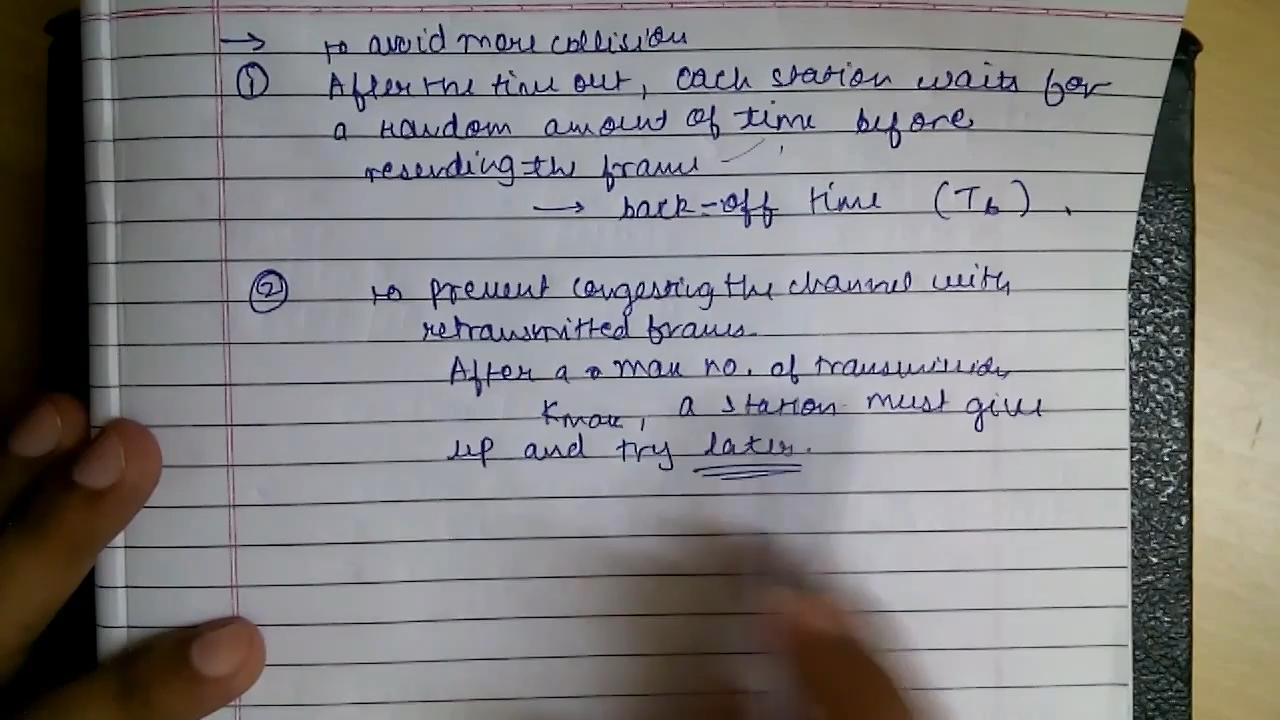 → to avoid more collision
① After the time out, each station waits for
a random amount of time before
resending the frame
→ back-off time (Tb).
② to prevent congesting the channel with
retransmitted frames.
After a max no. of transmission
Kmax, a station must give
up and try later.